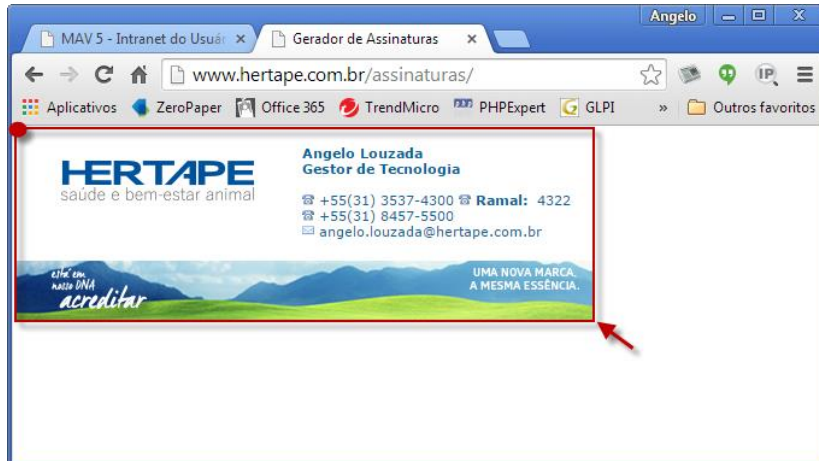 Angelo
MAV 5 - Intranet do Usuár
Gerador de Assinaturas
www.hertape.com.br/assinaturas/
Aplicativos ZeroPaper Office 365 TrendMicro PHPExpert GLPI » Outros favoritos
HERTAPE
saúde e bem-estar animal
Angelo Louzada
Gestor de Tecnologia
+55(31) 3537-4300 Ramal: 4322
+55(31) 8457-5500
angelo.louzada@hertape.com.br
está em
nosso DNA
acreditar
UMA NOVA MARCA.
A MESMA ESSÊNCIA.